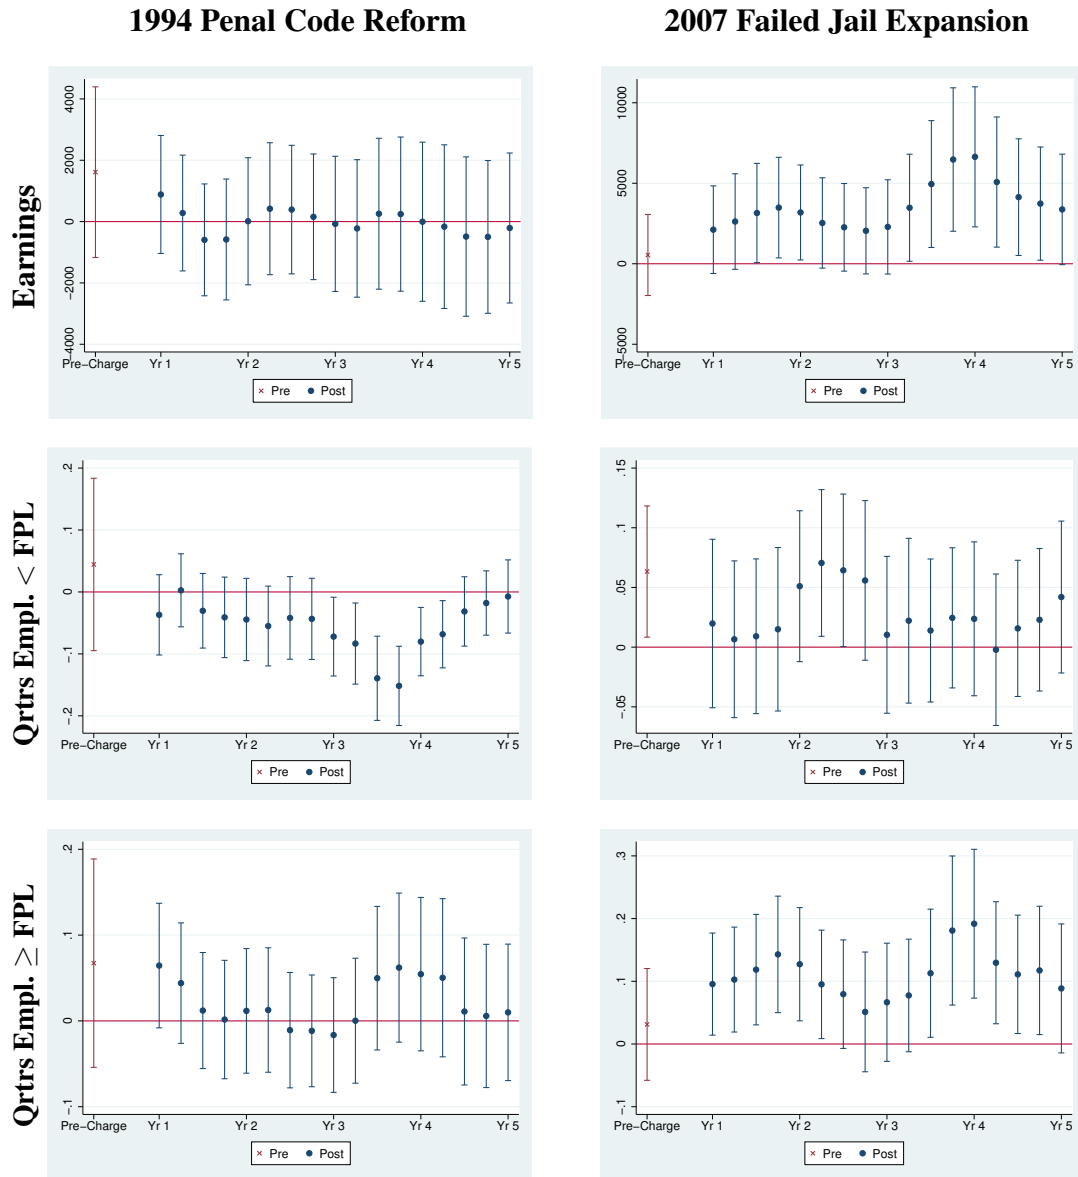 1994 Penal Code Reform
2007 Failed Jail Expansion
Earnings
4000
2000
0
−2000
−4000
Pre−Charge Yr 1 Yr 2 Yr 3 Yr 4 Yr 5
Pre Post
10000
5000
0
−5000
Pre−Charge Yr 1 Yr 2 Yr 3 Yr 4 Yr 5
Pre Post
Qrtrs Empl. < FPL
.2
.1
0
−.1
−.2
Pre−Charge Yr 1 Yr 2 Yr 3 Yr 4 Yr 5
Pre Post
.15
.1
.05
0
−.05
Pre−Charge Yr 1 Yr 2 Yr 3 Yr 4 Yr 5
Pre Post
Qrtrs Empl. ≥ FPL
.2
.1
0
−.1
Pre−Charge Yr 1 Yr 2 Yr 3 Yr 4 Yr 5
Pre Post
.3
.2
.1
0
−.1
Pre−Charge Yr 1 Yr 2 Yr 3 Yr 4 Yr 5
Pre Post